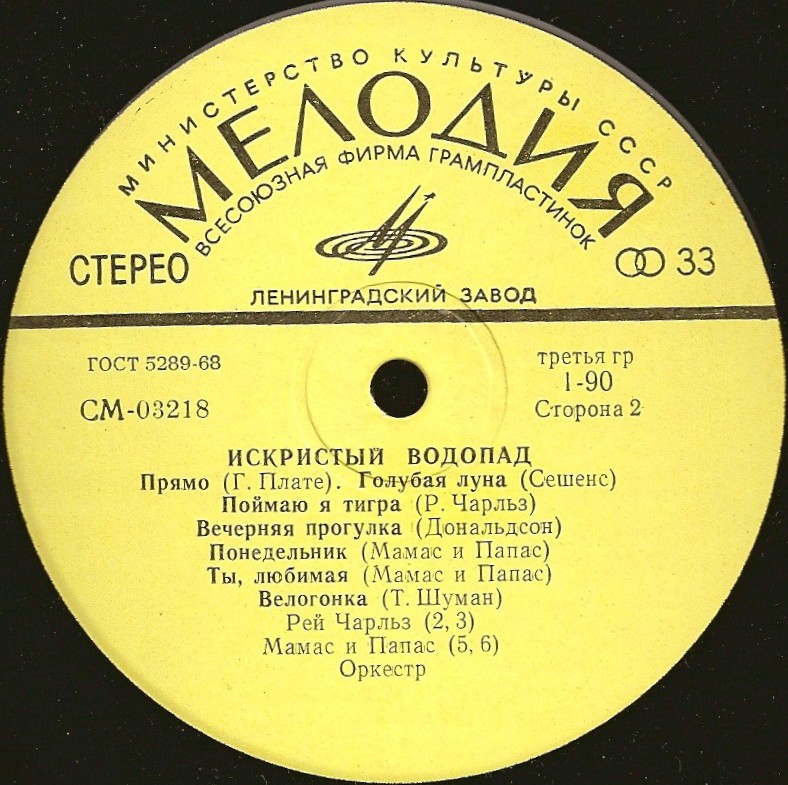 МИНИСТЕРСТВО КУЛЬТУРЫ СССР
МЕЛОДИЯ
ВСЕСОЮЗНАЯ ФИРМА ГРАМПЛАСТИНОК
СТЕРЕО
33
ЛЕНИНГРАДСКИЙ ЗАВОД
ГОСТ 5289-68
третья гр
СМ-03218
1-90
Сторона 2
ИСКРИСТЫЙ ВОДОПАД
Прямо (Г. Плате). Голубая луна (Сешенс)
Поймаю я тигра (Р. Чарльз)
Вечерняя прогулка (Дональдсон)
Понедельник (Мамас и Папас)
Ты, любимая (Мамас и Папас)
Велогонка (Т. Шуман)
Рей Чарльз (2, 3)
Мамас и Папас (5, 6)
Оркестр